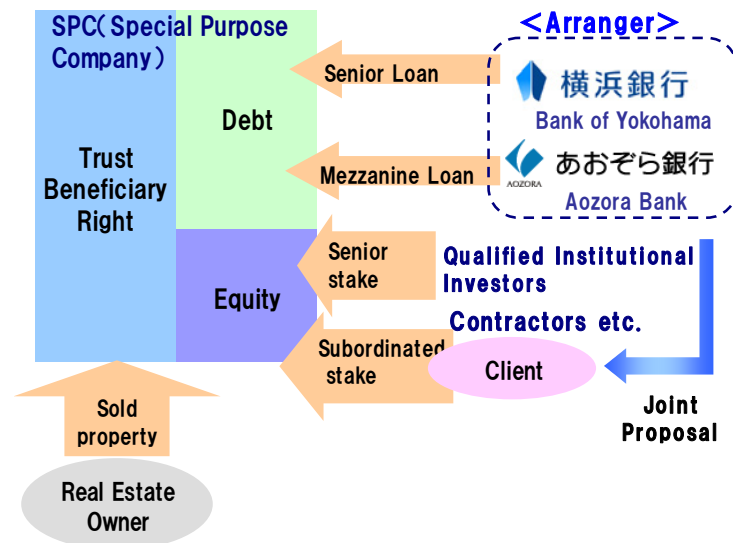 SPC(Special Purpose
Company)
<Arranger>
Trust
Beneficiary
Right
Debt
Equity
Senior Loan
Mezzanine Loan
横浜銀行
Bank of Yokohama
AOZORA
あおぞら銀行
Aozora Bank
Senior
stake
Qualified Institutional
Investors
Contractors etc.
Subordinated
stake
Client
Joint
Proposal
Sold
property
Real Estate
Owner